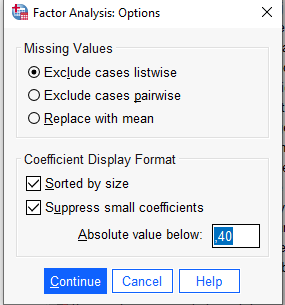 Factor Analysis: Options
Missing Values
Exclude cases listwise
Exclude cases pairwise
Replace with mean
Coefficient Display Format
Sorted by size
Suppress small coefficients
Absolute value below: ,40
Continue Cancel Help